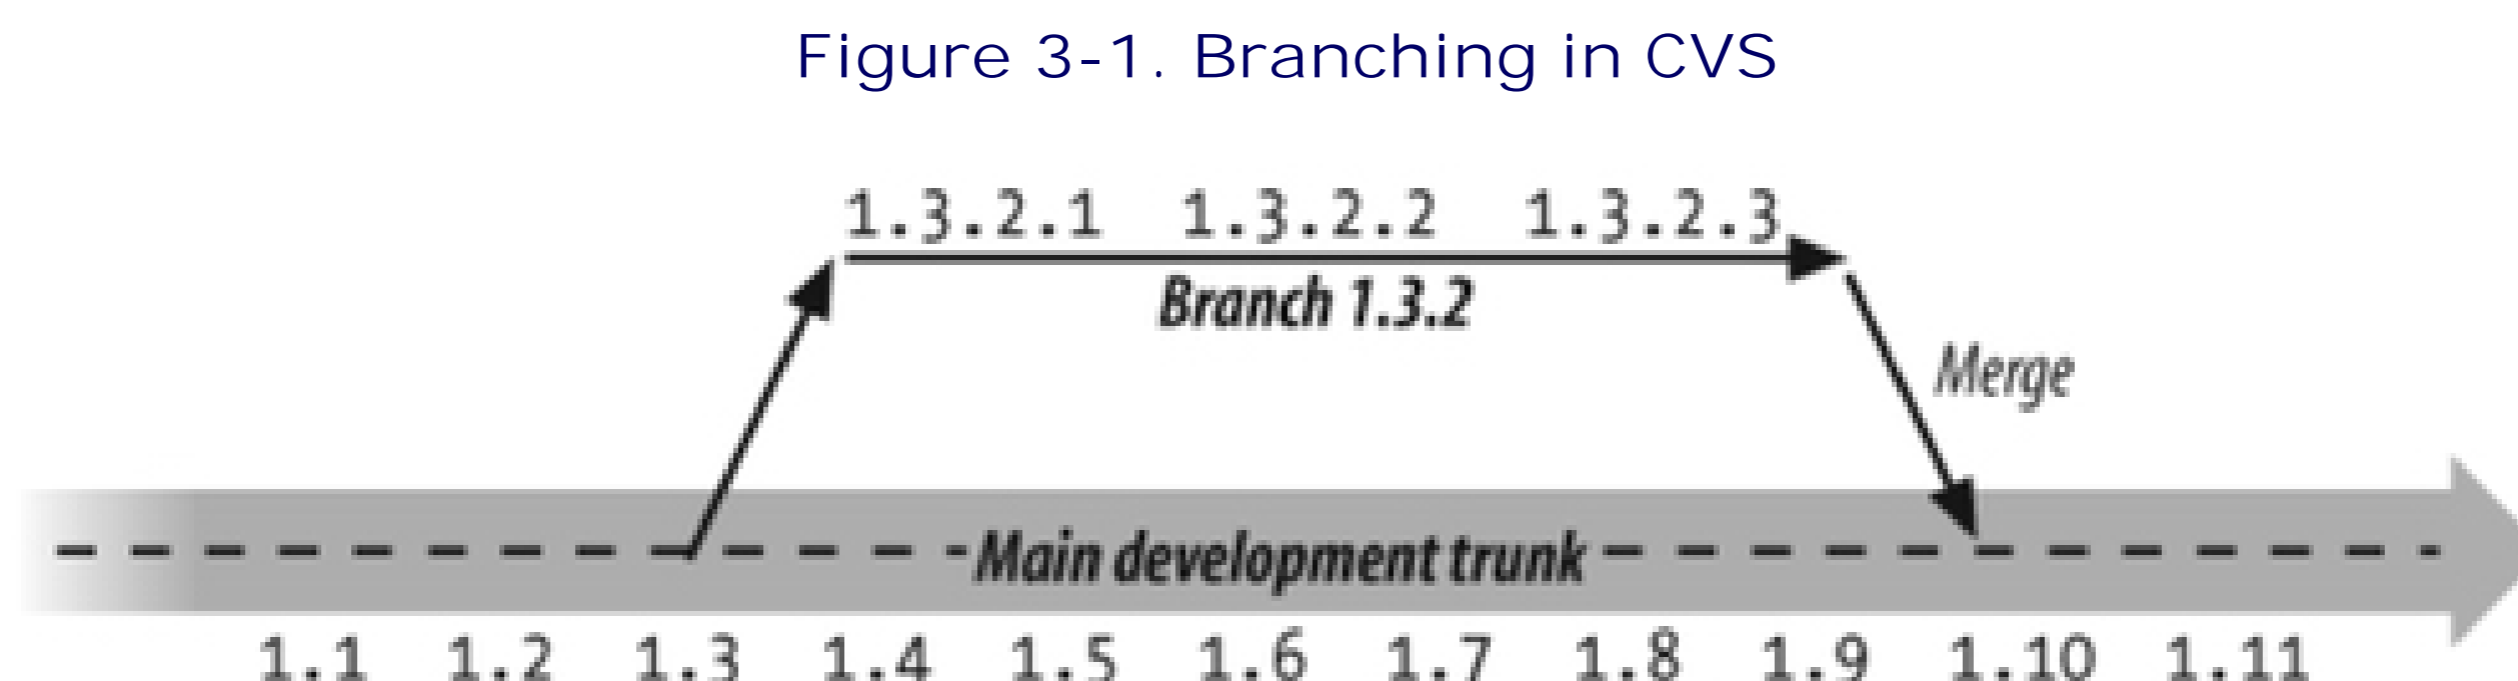 Figure 3-1. Branching in CVS
1.3.2.1 1.3.2.2 1.3.2.3
Branch 1.3.2
Merge
Main development trunk
1.1 1.2 1.3 1.4 1.5 1.6 1.7 1.8 1.9 1.10 1.11